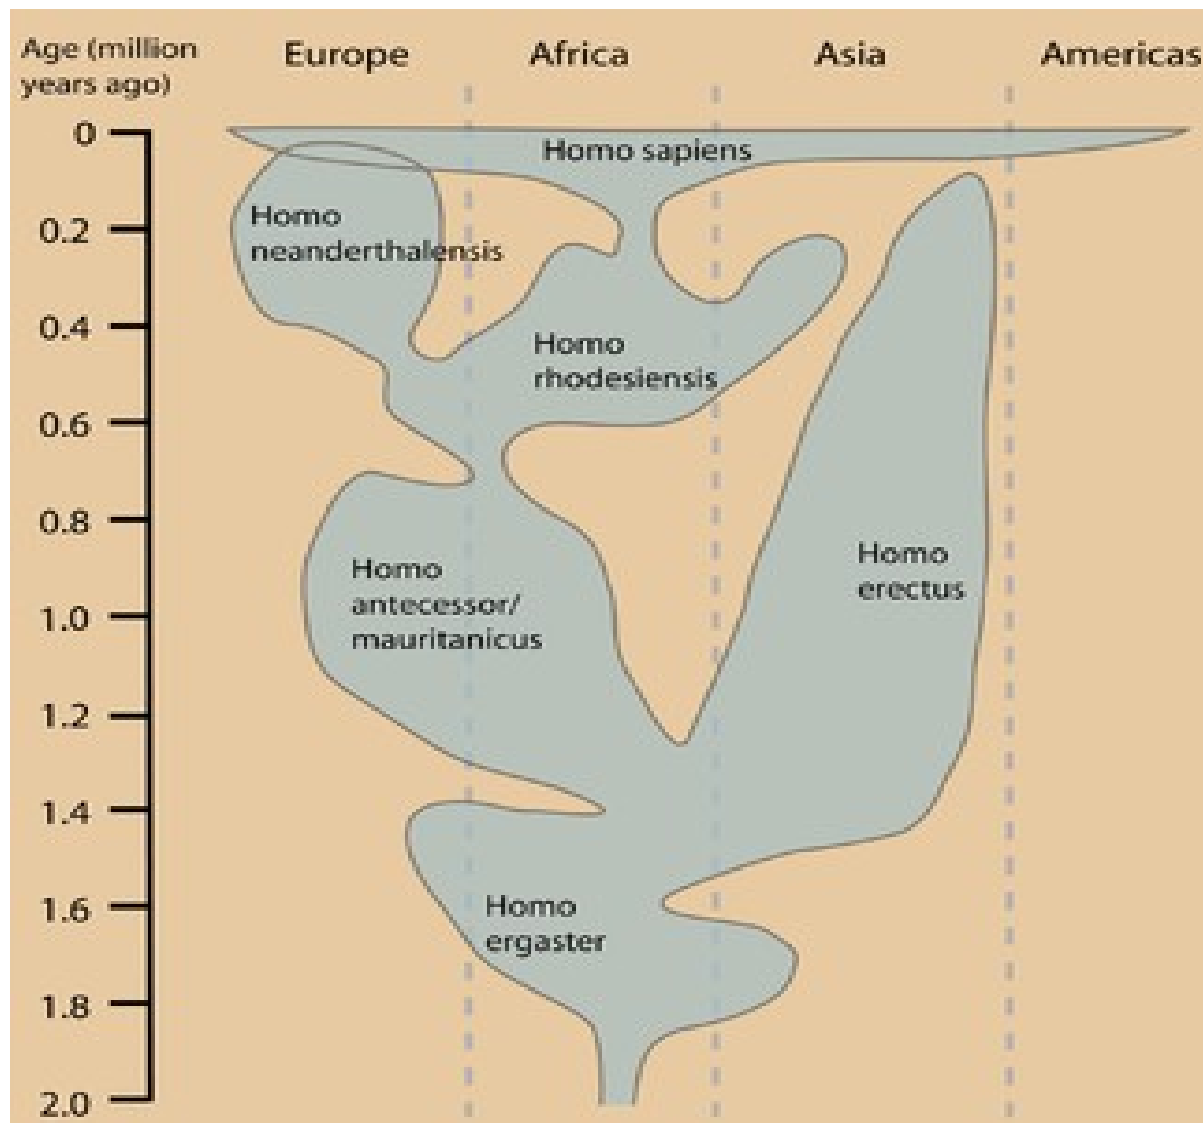 Age (million
years ago)
Europe
Africa
Asia
Americas
0
Homo sapiens
0.2
Homo
neanderthalensis
0.4
Homo
rhodesiensis
0.6
0.8
Homo
antecessor/
mauritanicus
Homo
erectus
1.0
1.2
1.4
1.6
Homo
ergaster
1.8
2.0